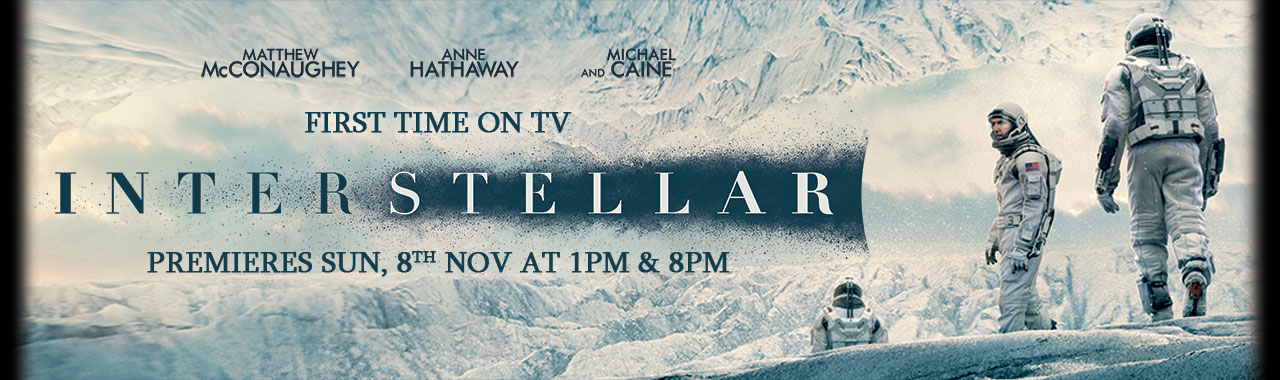 MATTHEW McCONAUGHEY
ANNE HATHAWAY
AND MICHAEL CAINE
FIRST TIME ON TV
INTERSTELLAR
PREMIERES SUN, 8TH NOV AT 1PM & 8PM